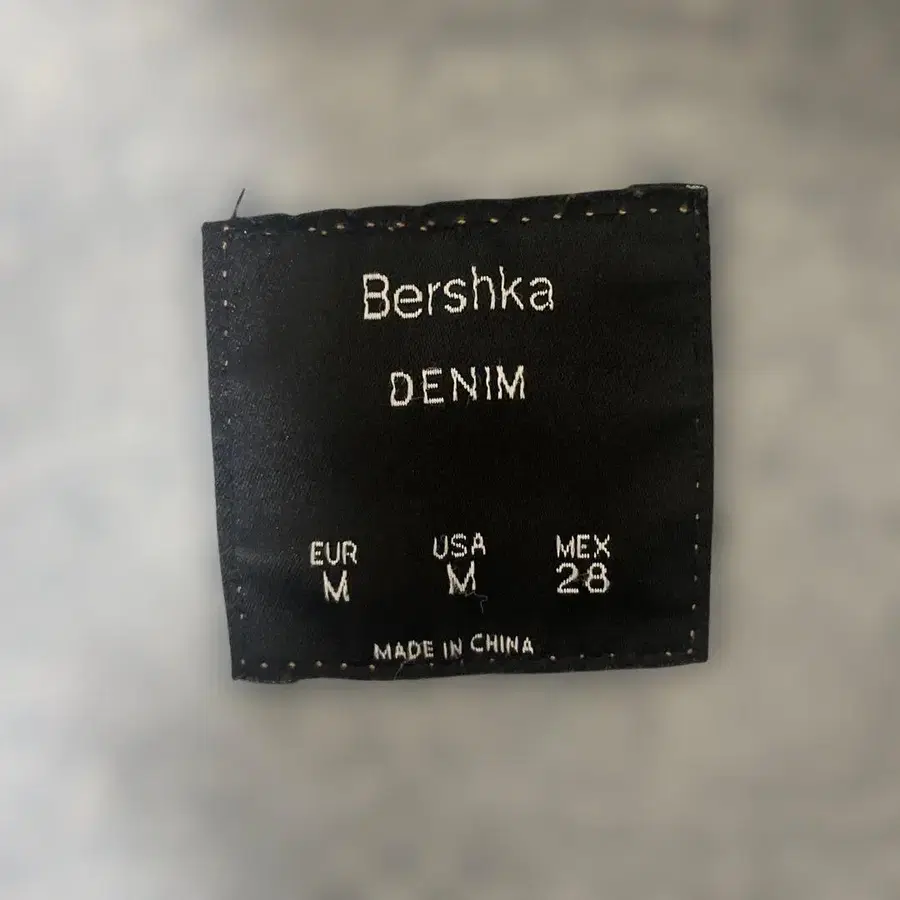 Bershka
DENIM
EUR USA MEX
M M 28
MADE IN CHINA